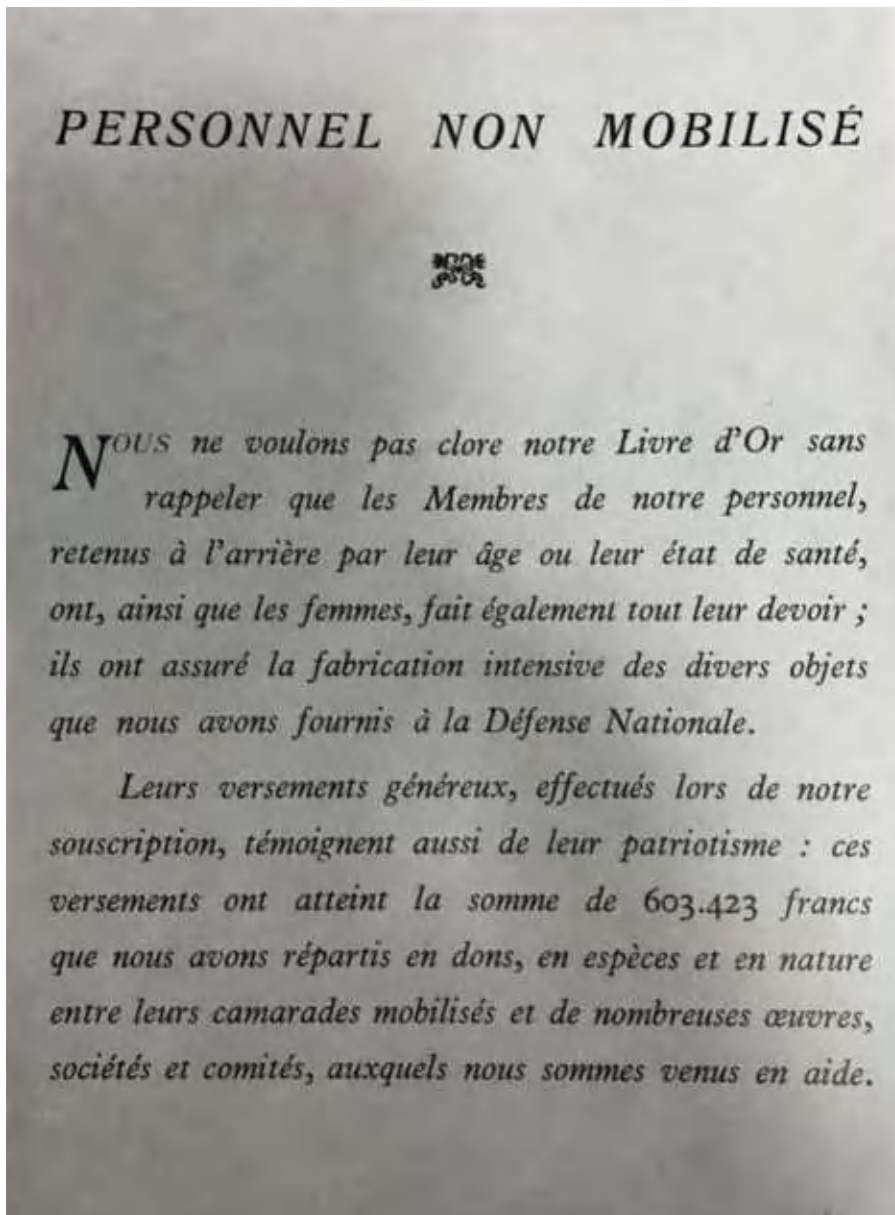 PERSONNEL NON MOBILISÉ
NOUS ne voulons pas clore notre Livre d'Or sans
rappeler que les Membres de notre personnel,
retenus à l'arrière par leur âge ou leur état de santé,
ont, ainsi que les femmes, fait également tout leur devoir ;
ils ont assuré la fabrication intensive des divers objets
que nous avons fournis à la Défense Nationale.
Leurs versements généreux, effectués lors de notre
souscription, témoignent aussi de leur patriotisme : ces
versements ont atteint la somme de 603.423 francs
que nous avons répartis en dons, en espèces et en nature
entre leurs camarades mobilisés et de nombreuses œuvres,
sociétés et comités, auxquels nous sommes venus en aide.